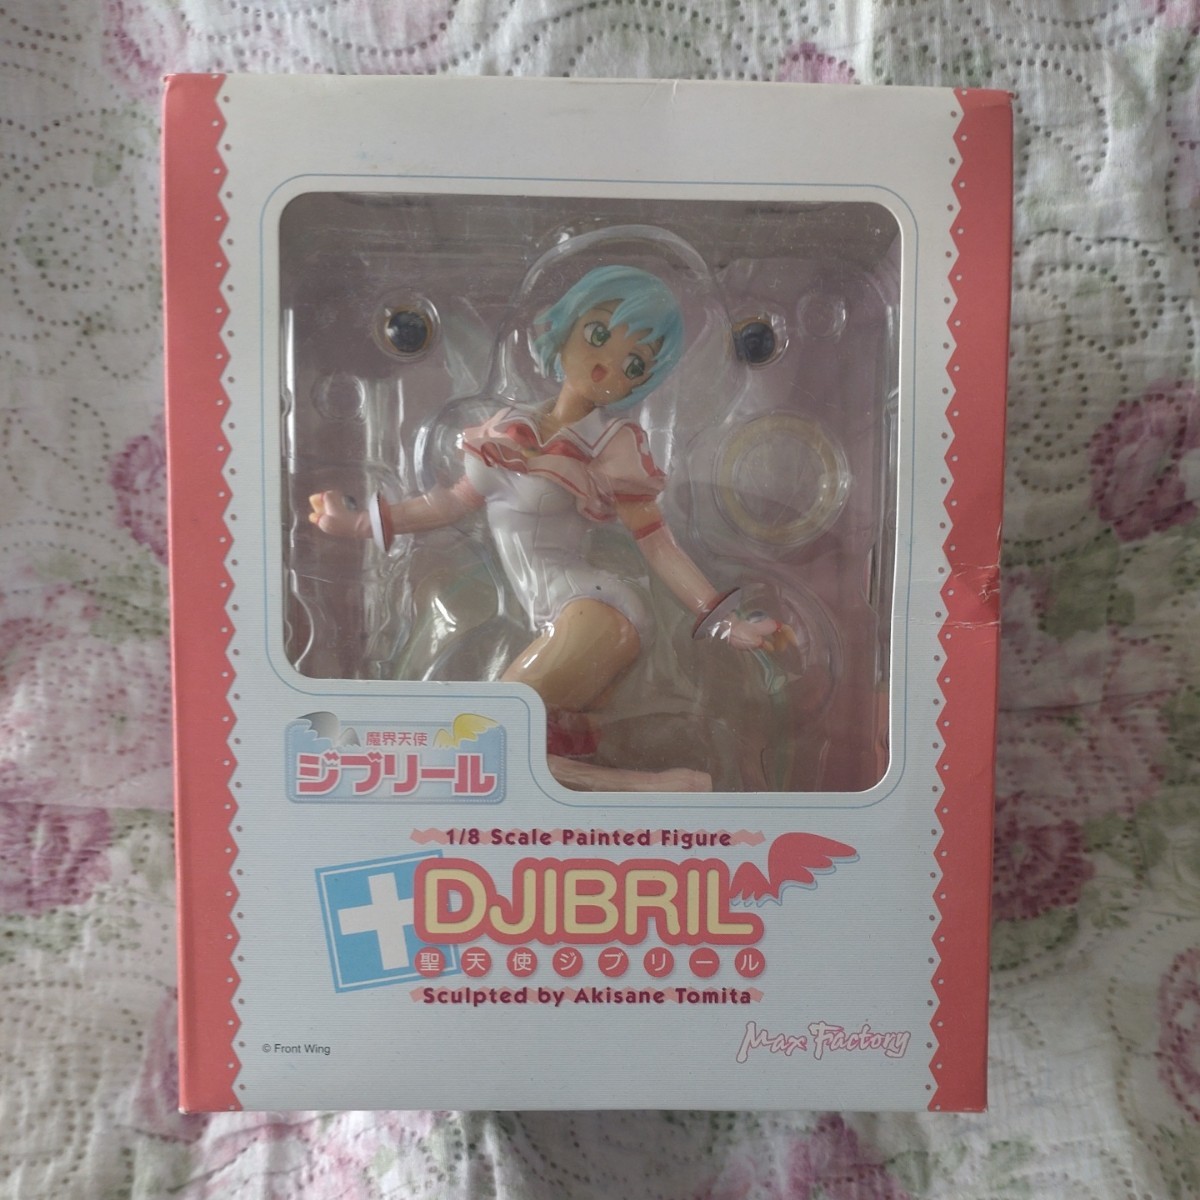 魔界天使
ジブリール
1/8 Scale Painted Figure
DJIBRIL
聖天使ジブリール
Sculpted by Akisane Tomita
© Front Wing
Max Factory